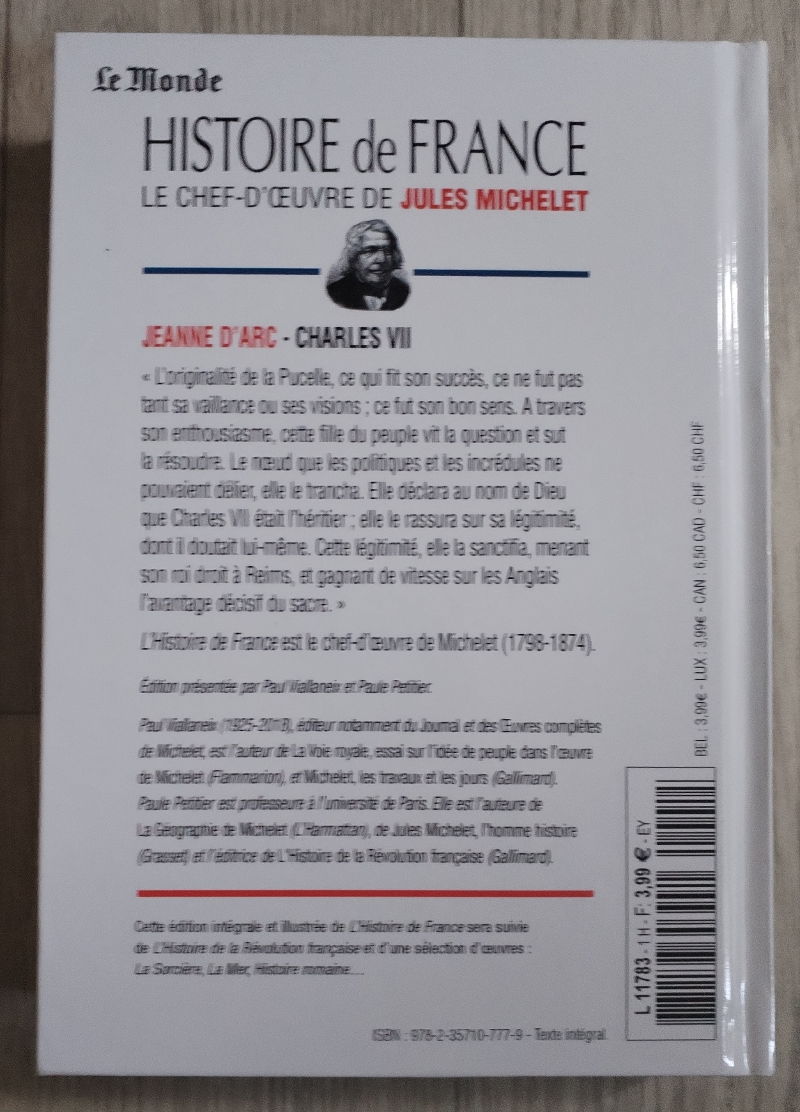 Le Monde
HISTOIRE de FRANCE
LE CHEF-D'ŒUVRE DE JULES MICHELET
JEANNE D'ARC - CHARLES VII
« L'originalité de la Pucelle, ce qui fit son succès, ce ne fut pas
tant sa vaillance ou ses visions ; ce fut son bon sens. A travers
son enthousiasme, cette fille du peuple vit la question et sut
la résoudre. Le nœud que les politiques et les incrédules ne
pouvaient délier, elle le trancha. Elle déclara au nom de Dieu
que Charles VII était l'héritier ; elle le rassura sur sa légitimité,
dont il doutait lui-même. Cette légitimité, elle la sanctifia, menant
son roi droit à Reims, et gagnant de vitesse sur les Anglais
l'avantage décisif du sacre. »
L'Histoire de France est le chef-d'œuvre de Michelet (1798-1874).
Édition présentée par Paul Viallaneix et Paule Petitier.
Paul Viallaneix (1925-2018), éditeur notamment du Journal et des Œuvres complètes
de Michelet, est l'auteur de La Voie royale, essai sur l'idée de peuple dans l'œuvre
de Michelet (Flammarion), et Michelet, les travaux et les jours (Gallimard).
Paule Petitier est professeure à l'université de Paris. Elle est l'auteure de
La Géographie de Michelet (L'Harmattan), de Jules Michelet, l'homme histoire
(Grasset) et l'éditrice de L'Histoire de la Révolution française (Gallimard).
Cette édition intégrale et illustrée de L'Histoire de France sera suivie
de L'Histoire de la Révolution française et d'une sélection d'œuvres :
La Sorcière, La Mer, Histoire romaine....
ISBN : 978-2-35710-777-9 - Texte intégral
BEL : 3,99€ - LUX : 3,99€ - CAN : 6,50 CAD - CHF : 6,50 CHF
L 11783 - 1 H - F: 3,99 € - EY